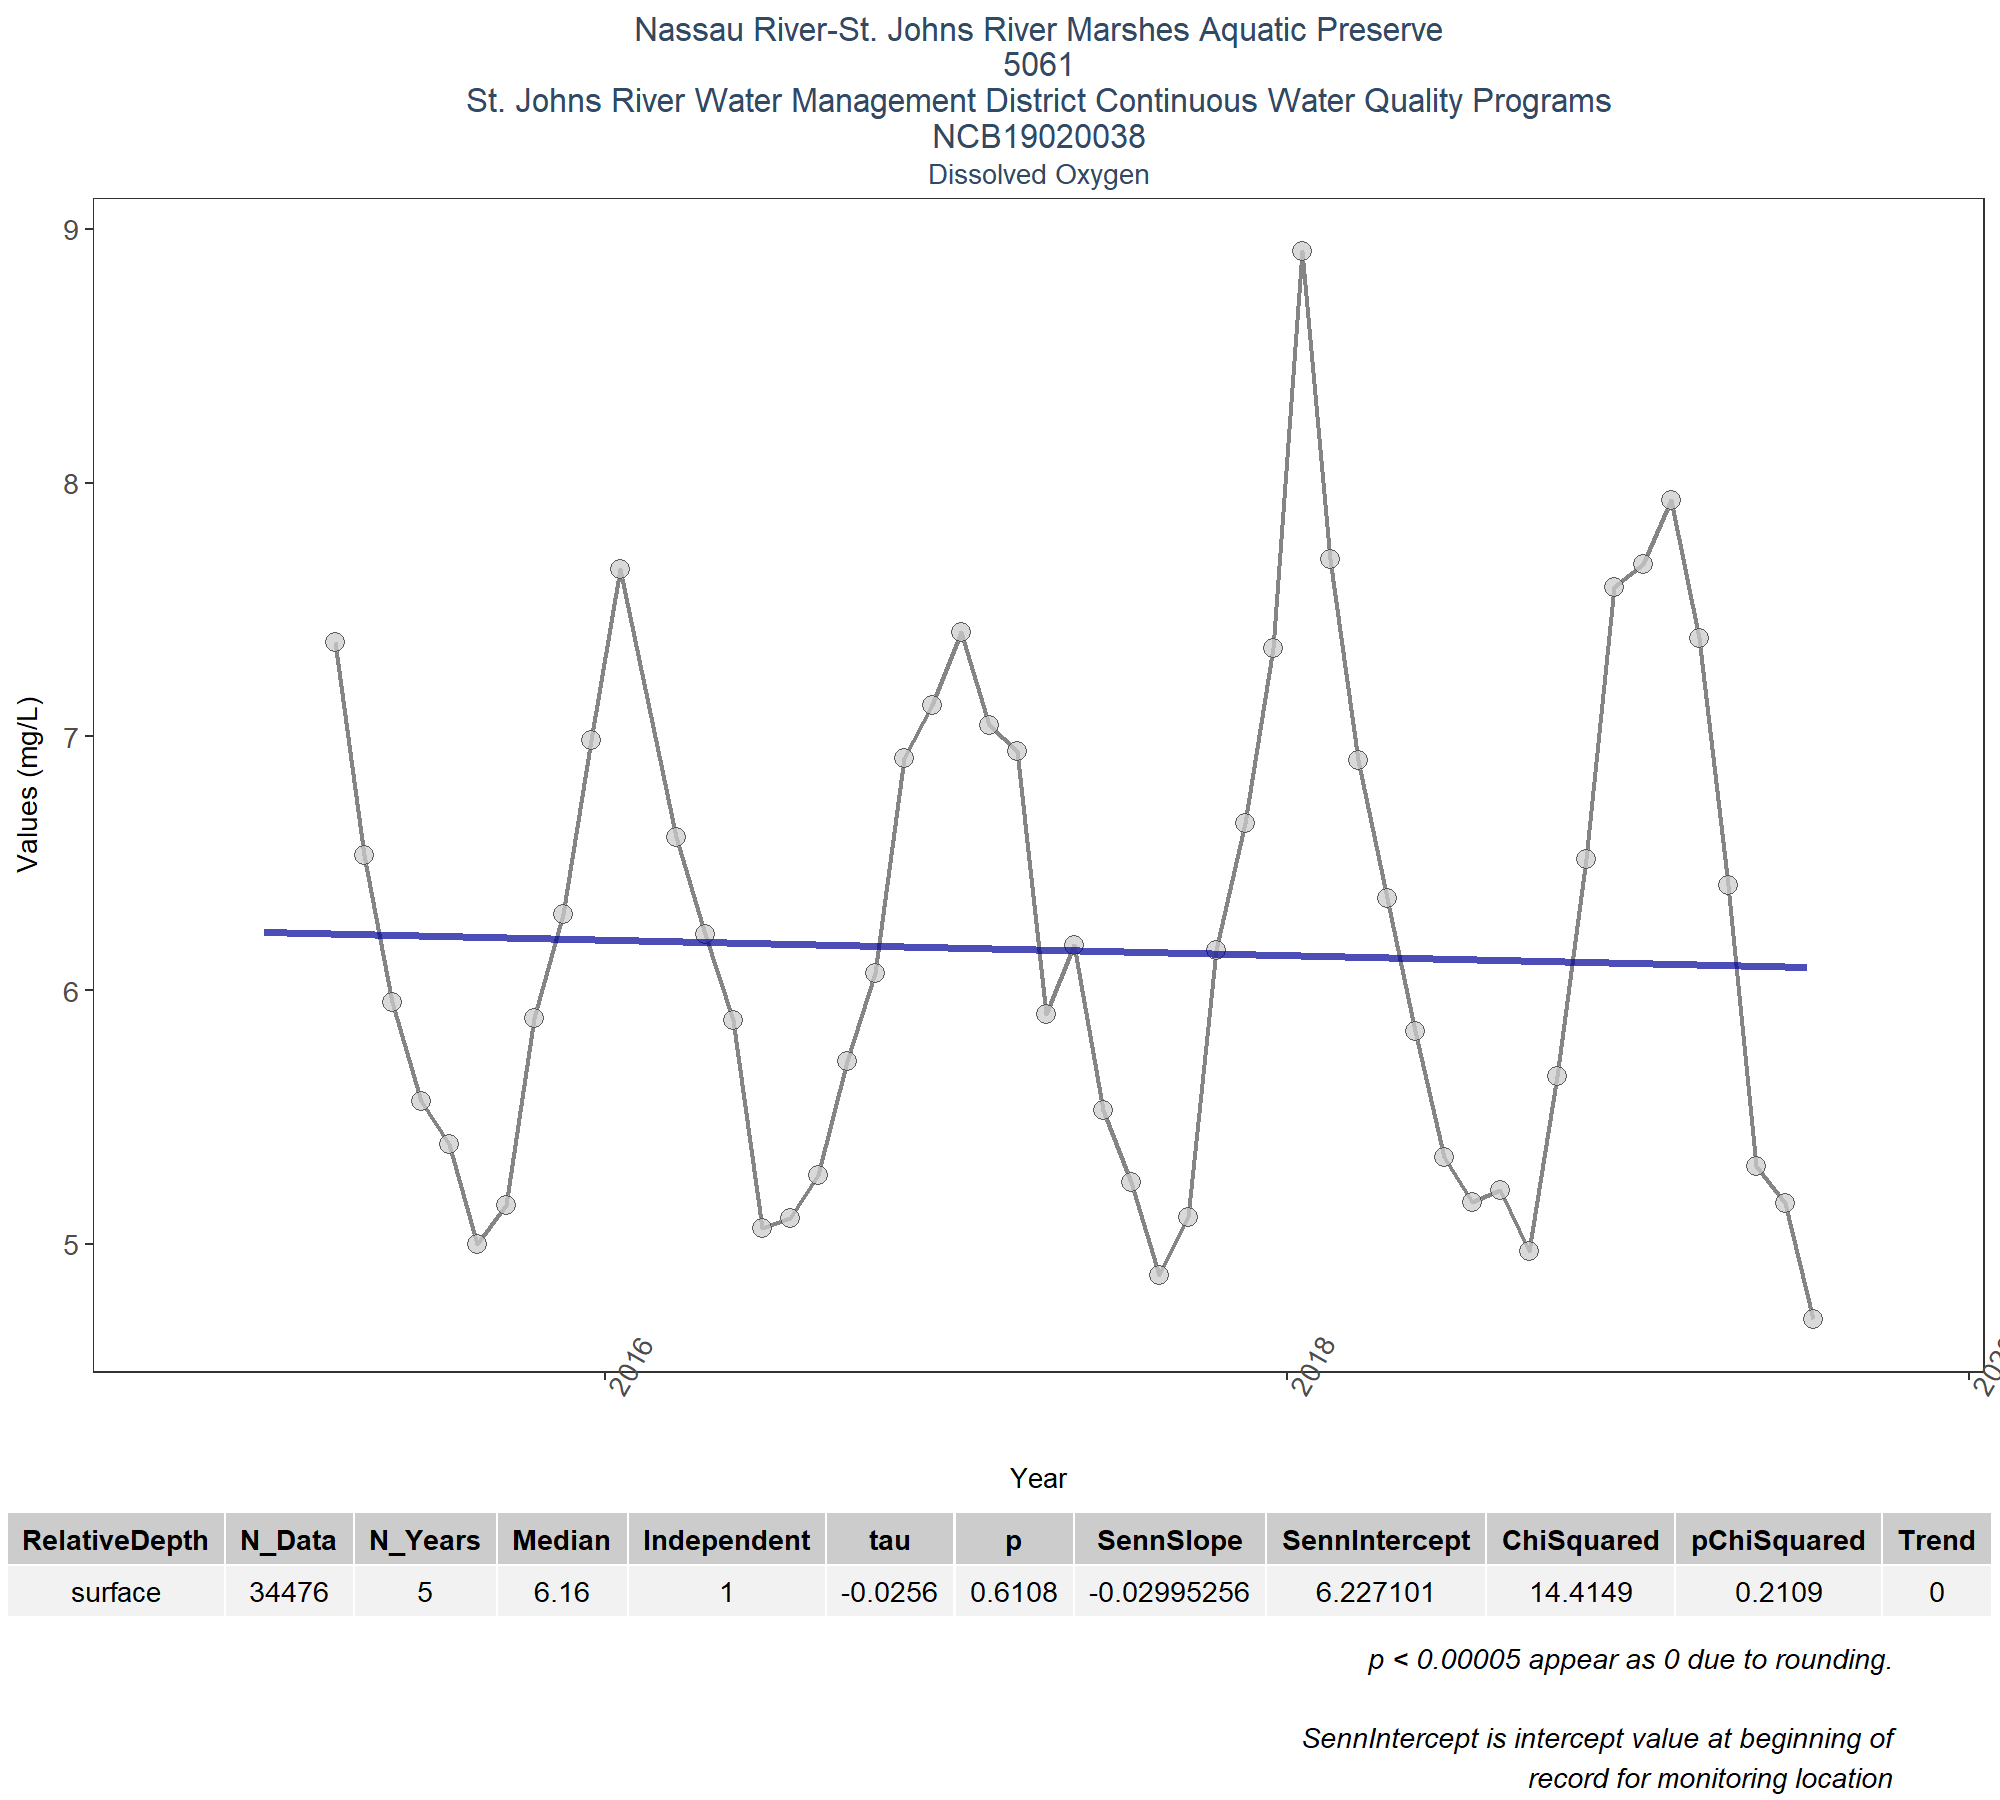 Nassau River-St. Johns River Marshes Aquatic Preserve
5061
St. Johns River Water Management District Continuous Water Quality Programs
NCB19020038
Dissolved Oxygen
9
8
7
6
5
Values (mg/L)
2016
2018
Year
RelativeDepth N_Data N_Years Median Independent tau p SennSlope SennIntercept ChiSquared pChiSquared Trend
surface 34476 5 6.16 1 -0.0256 0.6108 -0.02995256 6.227101 14.4149 0.2109 0
p < 0.00005 appear as 0 due to rounding.
SennIntercept is intercept value at beginning of
record for monitoring location